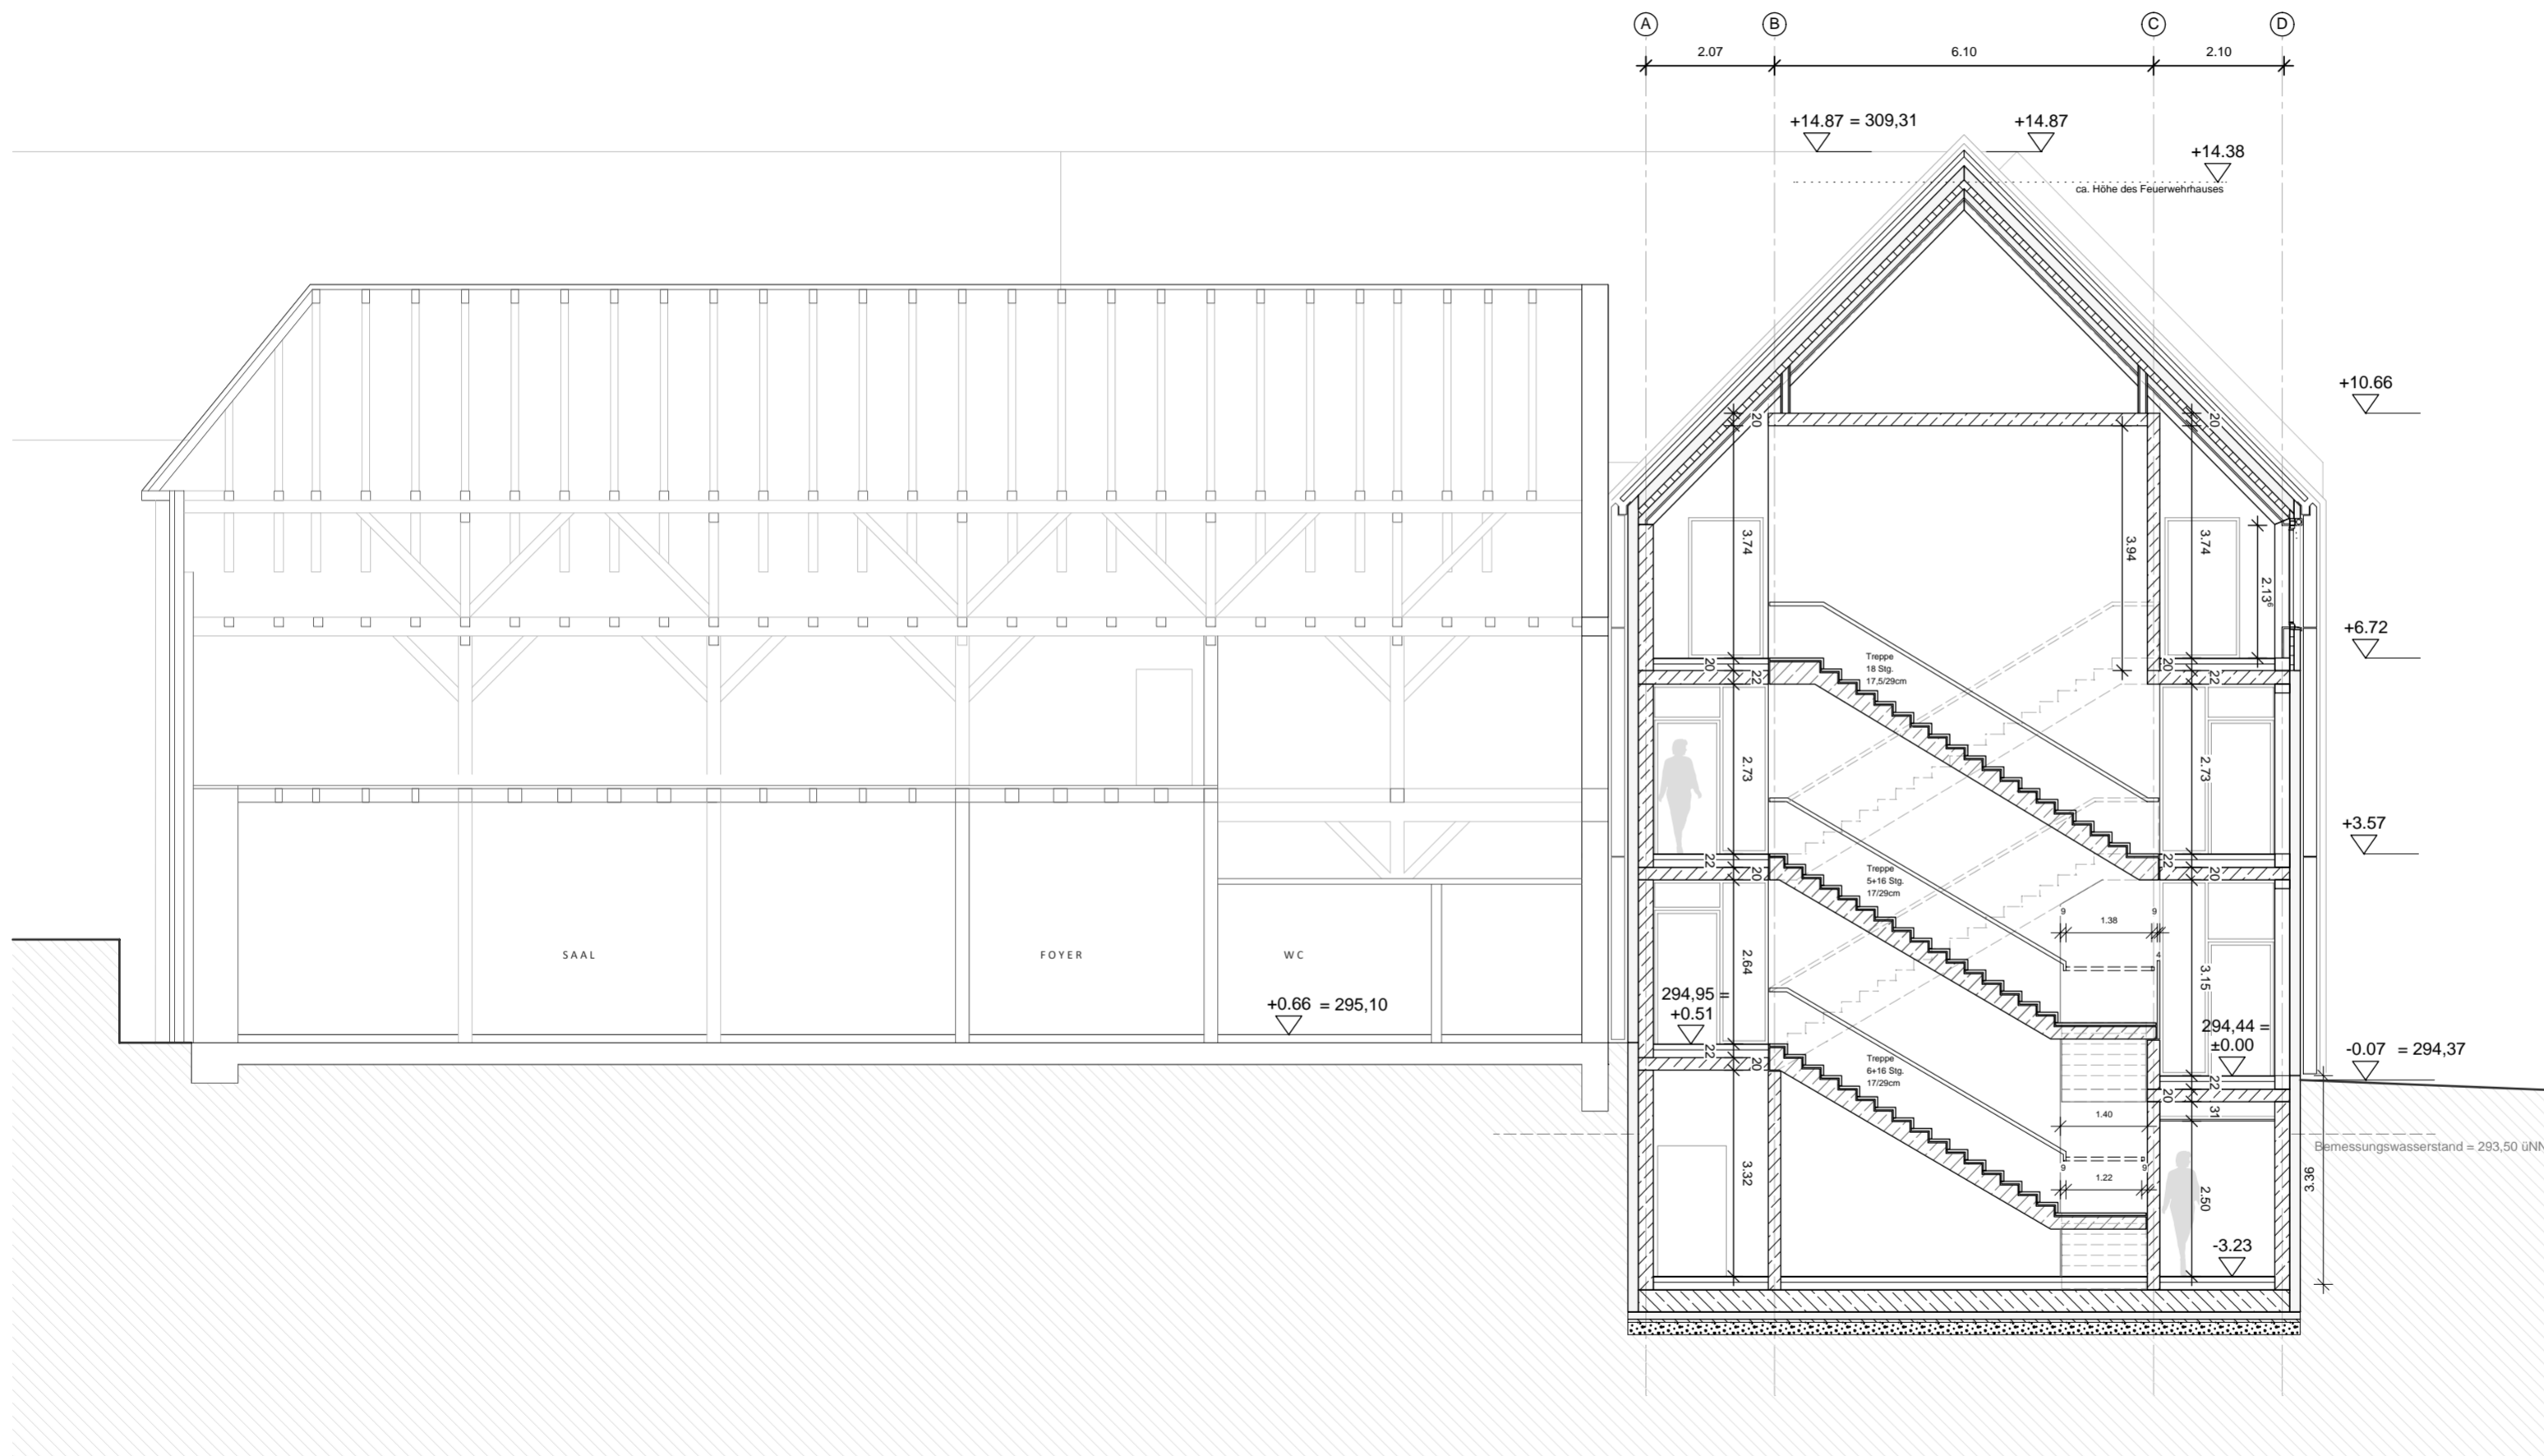 A B C D
2.07 6.10 2.10
+14.87 = 309,31 +14.87
+14.38
ca. Höhe des Feuerwehrhauses
+10.66
20 20
3.74 3.94 3.74 2.13⁶
+6.72
Treppe
18 Stg.
17,5/29cm
20 22 20 22
2.73 2.73
+3.57
22 20 22 20
Treppe
5+16 Stg.
17/29cm
9 1.38 9
4
2.64 3.15
SAAL FOYER WC
+0.66 = 295,10
294,95 =
+0.51
294,44 =
±0.00
-0.07 = 294,37
22 20 22 20 31
Treppe
6+16 Stg.
17/29cm
1.40
Bemessungswasserstand = 293,50 üNN
9 1.22 9
3.32 2.50 3.36
-3.23